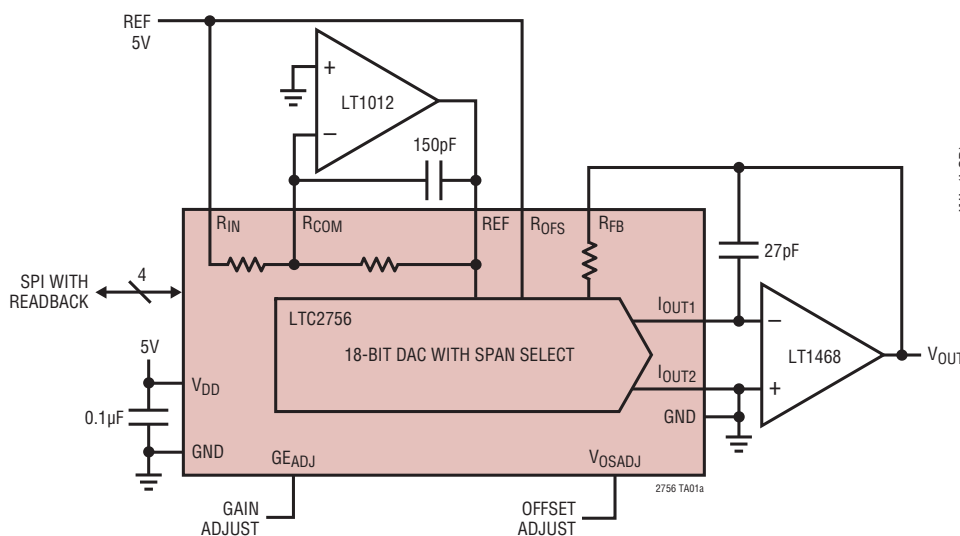 REF
5V
+
LT1012
–
150pF
RIN
RCOM
REF
ROFS
RFB
27pF
SPI WITH
READBACK
4
LTC2756
18-BIT DAC WITH SPAN SELECT
IOUT1
IOUT2
–
LT1468
+
VOUT
5V
VDD
0.1µF
GND
GND
GEADJ
VOSADJ
2756 TA01a
GAIN
ADJUST
OFFSET
ADJUST